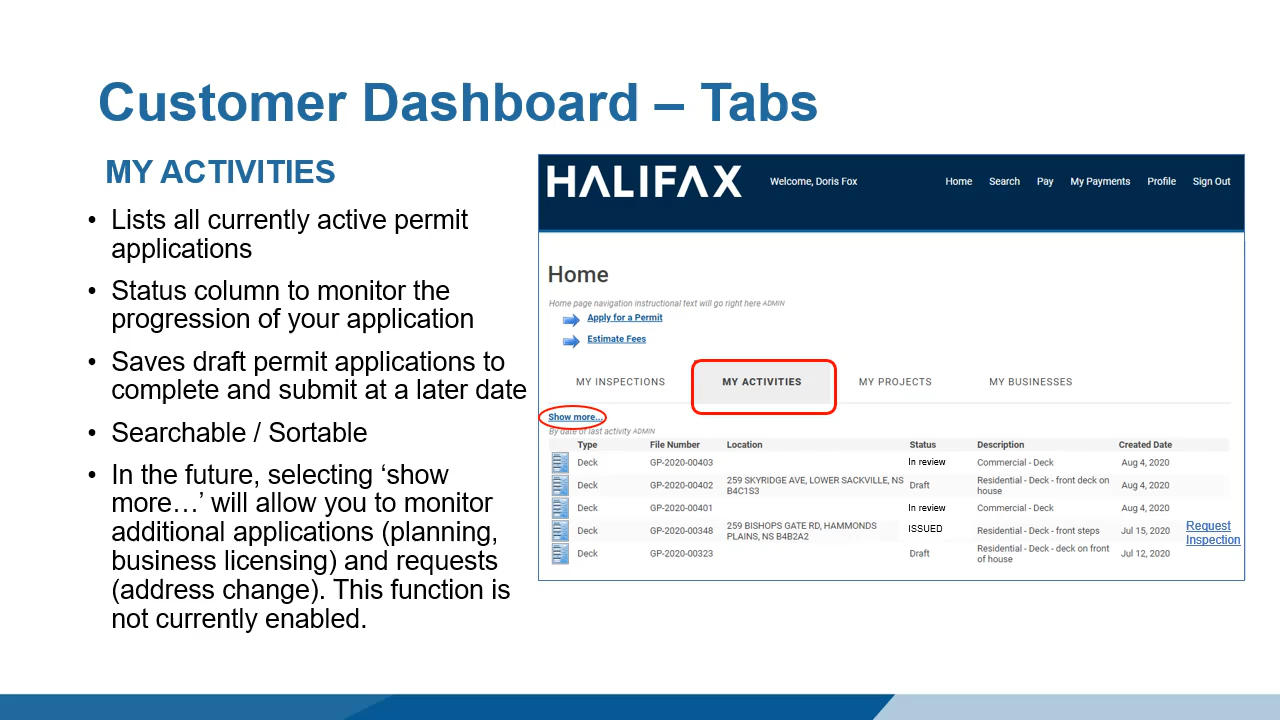 Customer Dashboard – Tabs
MY ACTIVITIES
• Lists all currently active permit
applications
• Status column to monitor the
progression of your application
• Saves draft permit applications to
complete and submit at a later date
• Searchable / Sortable
• In the future, selecting ‘show
more…’ will allow you to monitor
additional applications (planning,
business licensing) and requests
(address change). This function is
not currently enabled.
HALIFAX Welcome, Doris Fox Home Search Pay My Payments Profile Sign Out
Home
Home page navigation instructional text will go right here ADMIN
Apply for a Permit
Estimate Fees
MY INSPECTIONS MY ACTIVITIES MY PROJECTS MY BUSINESSES
Show more...
By date of last activity ADMIN
Type File Number Location Status Description Created Date
Deck GP-2020-00403 In review Commercial - Deck Aug 4, 2020
Deck GP-2020-00402 259 SKYRIDGE AVE, LOWER SACKVILLE, NS Draft Residential - Deck - front deck on Aug 4, 2020
B4C1S3 house
Deck GP-2020-00401 In review Commercial - Deck Aug 4, 2020
Deck GP-2020-00348 259 BISHOPS GATE RD, HAMMONDS ISSUED Residential - Deck - front steps Jul 15, 2020 Request
PLAINS, NS B4B2A2 Inspection
Deck GP-2020-00323 Draft Residential - Deck - deck on front Jul 12, 2020
of house